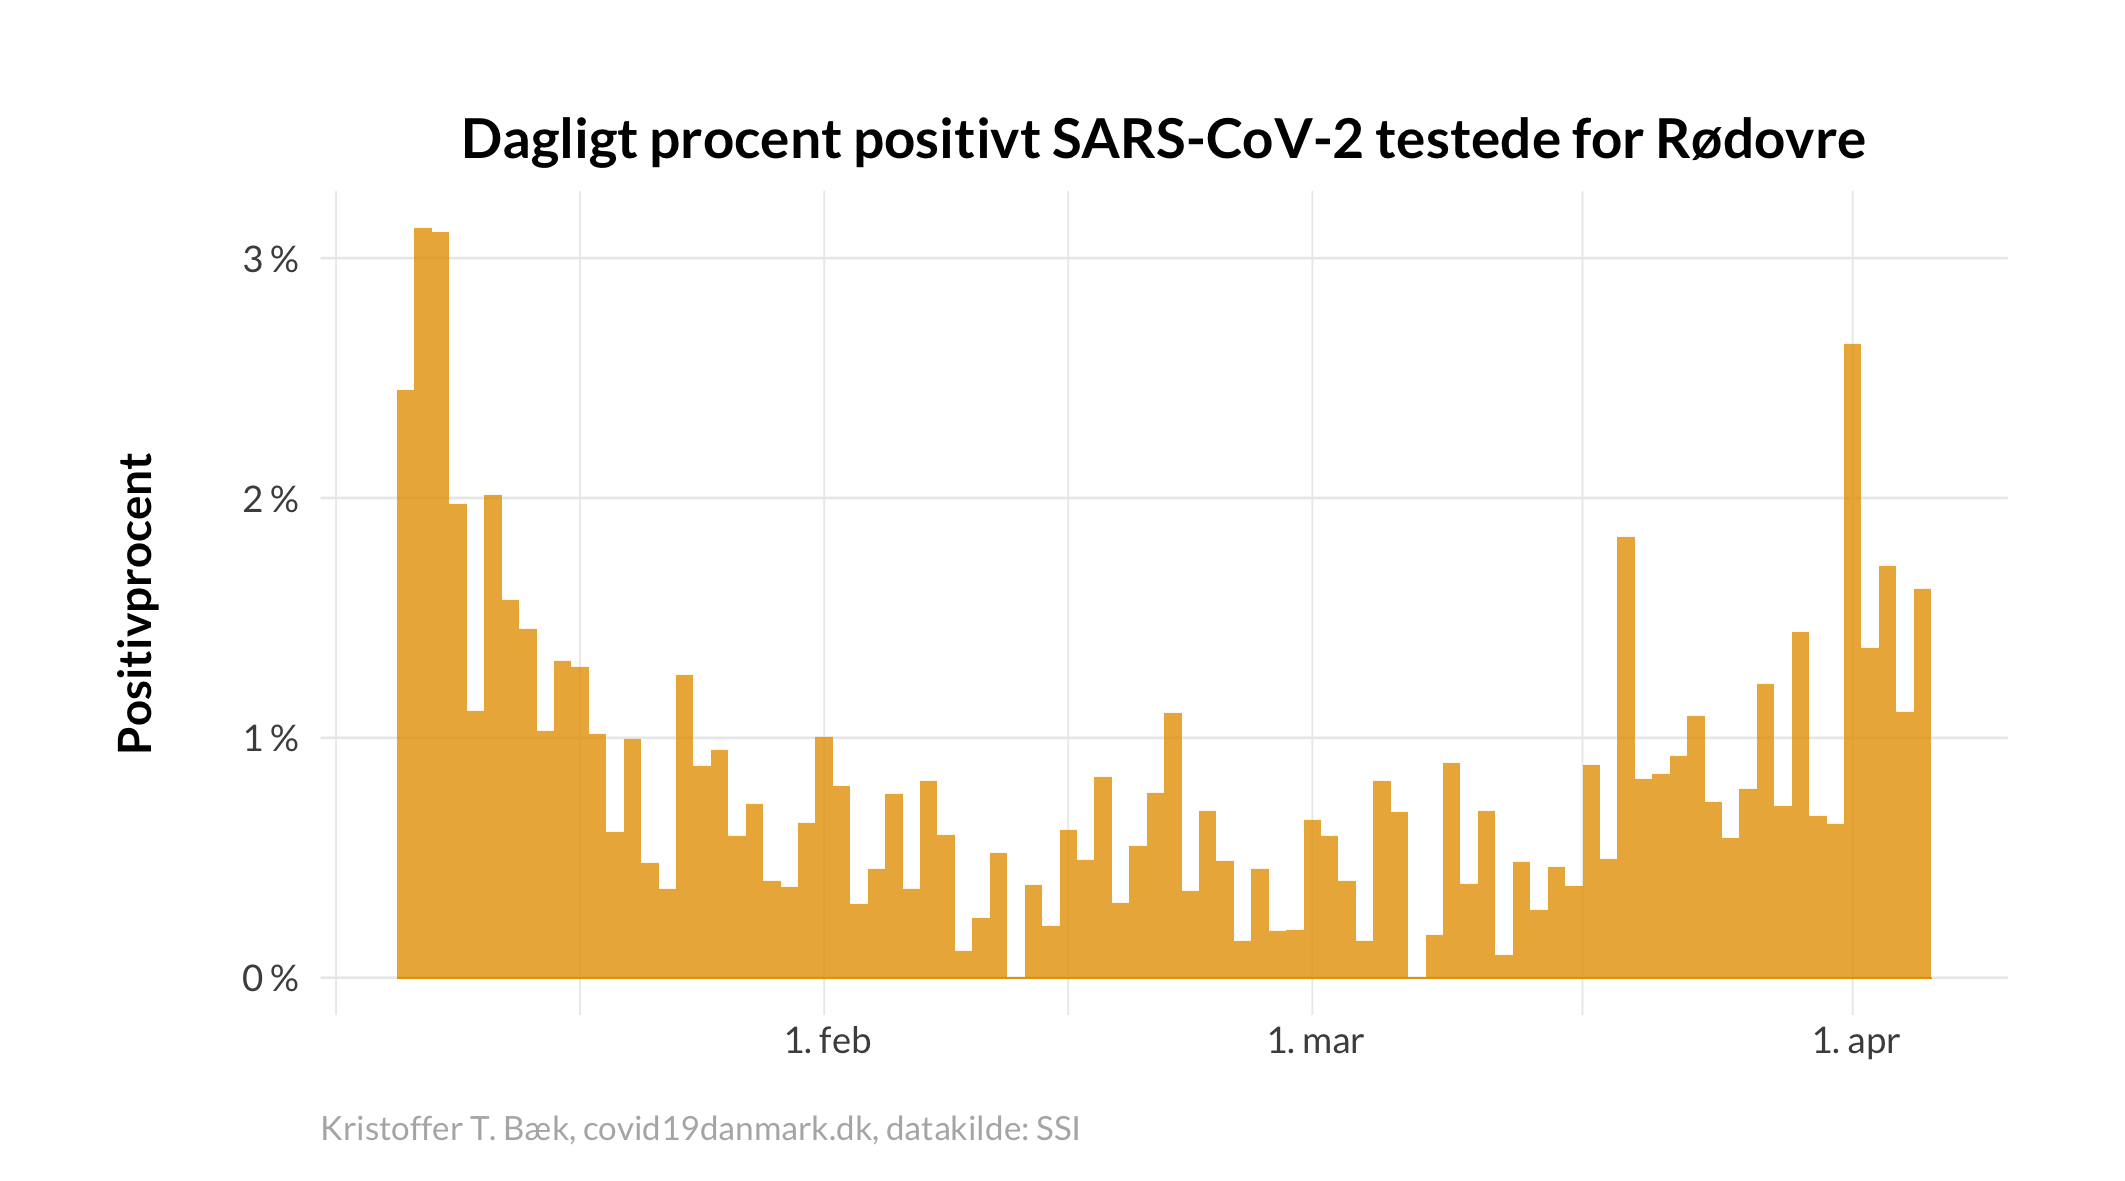 Dagligt procent positivt SARS-CoV-2 testede for Rødovre
Positivprocent
3 %
2 %
1 %
0 %
1. feb
1. mar
1. apr
Kristoffer T. Bæk, covid19danmark.dk, datakilde: SSI